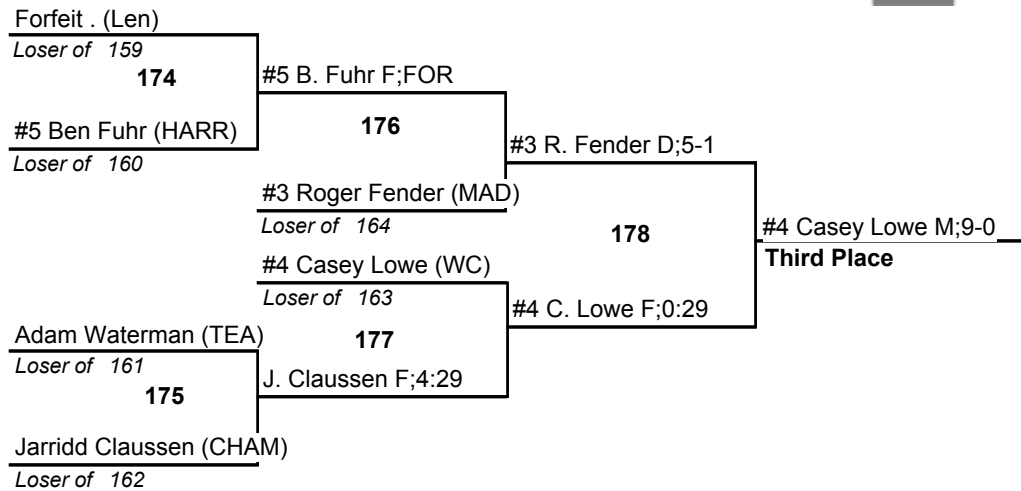 Forfeit . (Len)
Loser of 159
174
#5 B. Fuhr F;FOR
#5 Ben Fuhr (HARR)
Loser of 160
176
#3 R. Fender D;5-1
#3 Roger Fender (MAD)
Loser of 164
178
#4 Casey Lowe M;9-0
Third Place
#4 Casey Lowe (WC)
Loser of 163
#4 C. Lowe F;0:29
Adam Waterman (TEA)
Loser of 161
177
175
J. Claussen F;4:29
Jarridd Claussen (CHAM)
Loser of 162